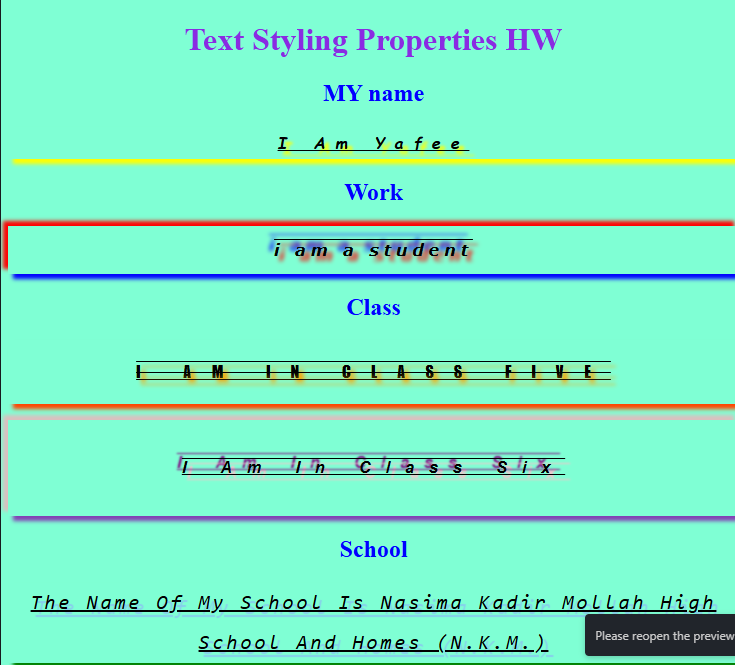 Text Styling Properties HW
MY name
I Am Yafee
Work
i am a student
Class
I AM IN CLASS FIVE
I Am In Class Six
School
The Name Of My School Is Nasima Kadir Mollah High
School And Homes (N.K.M.)
Please reopen the preview